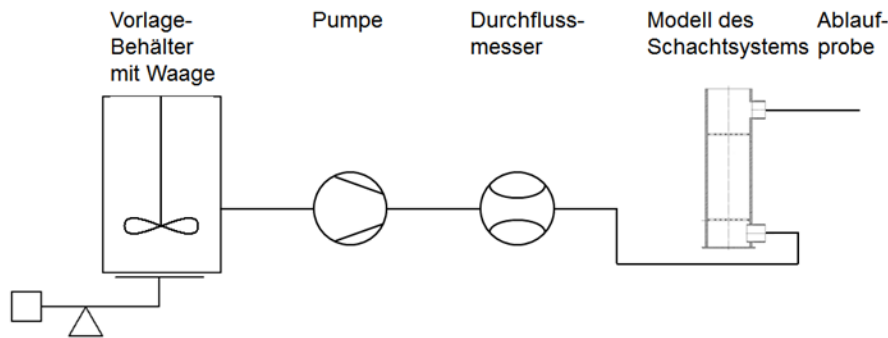 Vorlage-
Behälter
mit Waage
Pumpe
Durchfluss-
messer
Modell des
Schachtsystems
Ablauf-
probe